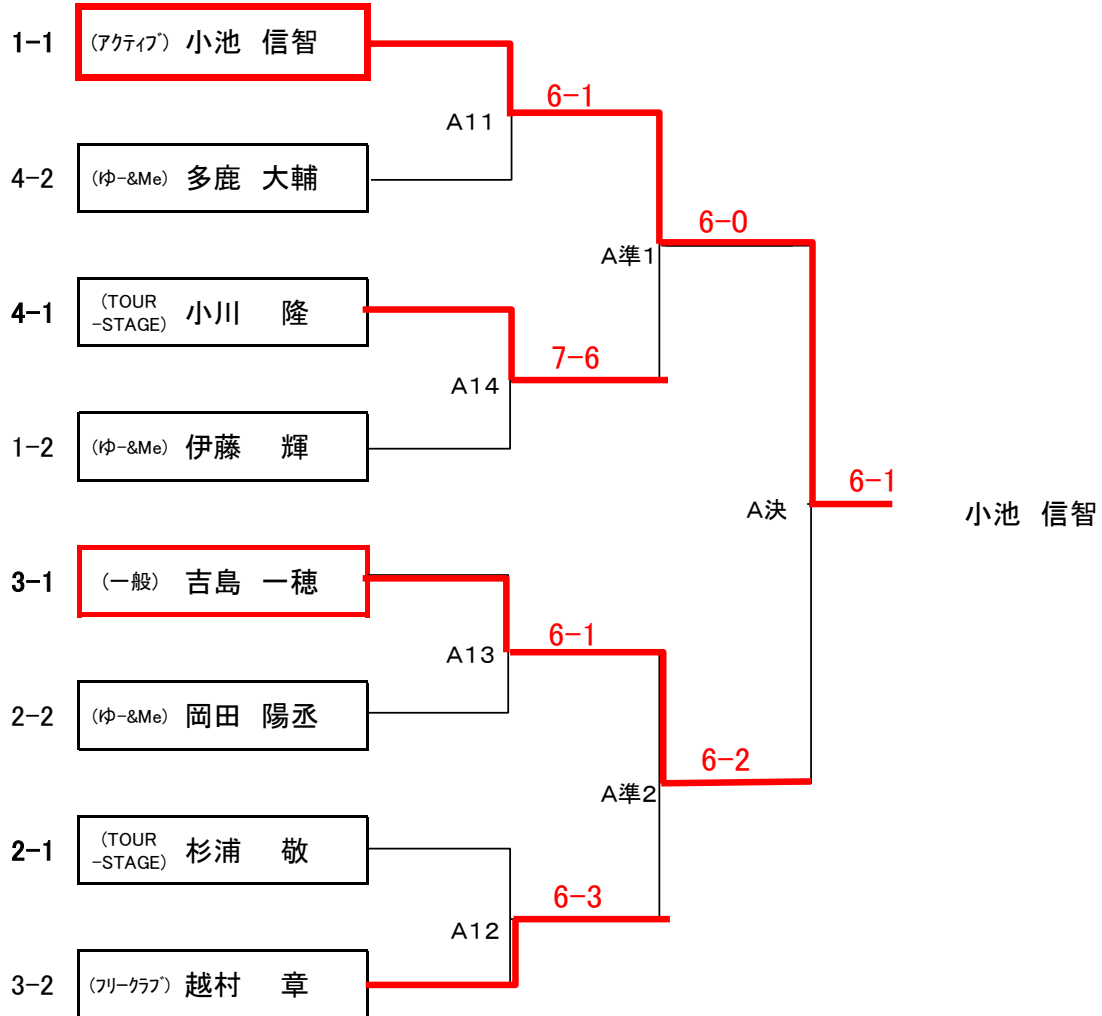 1-1 (ｱｸﾃｨﾌﾞ) 小池 信智
6-1
A11
4-2 (ゆｰ&Me) 多鹿 大輔
6-0
A準1
4-1 (TOUR
-STAGE) 小川 隆
7-6
A14
1-2 (ゆｰ&Me) 伊藤 輝
6-1
A決
小池 信智
3-1 (一般) 吉島 一穂
6-1
A13
2-2 (ゆｰ&Me) 岡田 陽丞
6-2
A準2
2-1 (TOUR
-STAGE) 杉浦 敬
6-3
A12
3-2 (ﾌﾘｰｸﾗﾌﾞ) 越村 章